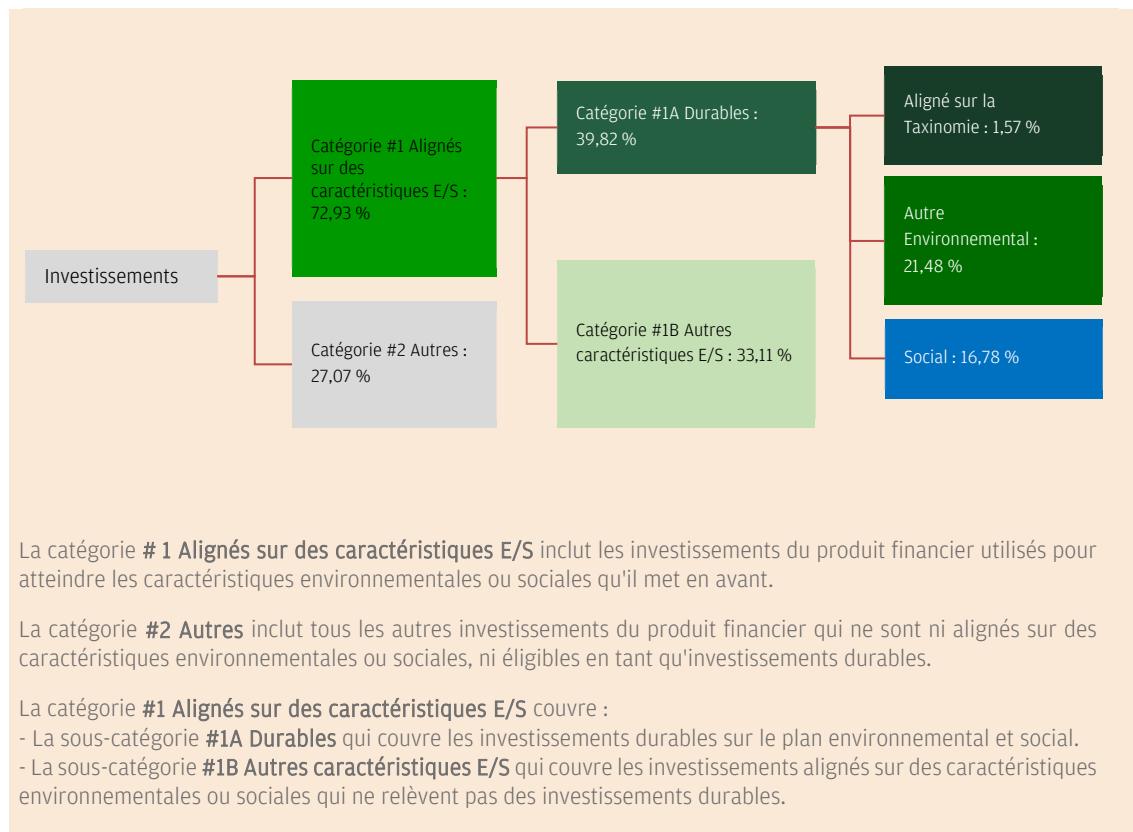 Investissements
Catégorie #1 Alignés
sur des
caractéristiques E/S :
72,93 %
Catégorie #2 Autres :
27,07 %
Catégorie #1A Durables :
39,82 %
Catégorie #1B Autres
caractéristiques E/S : 33,11 %
Aligné sur la
Taxinomie : 1,57 %
Autre
Environnemental :
21,48 %
Social : 16,78 %
La catégorie # 1 Alignés sur des caractéristiques E/S inclut les investissements du produit financier utilisés pour
atteindre les caractéristiques environnementales ou sociales qu'il met en avant.
La catégorie #2 Autres inclut tous les autres investissements du produit financier qui ne sont ni alignés sur des
caractéristiques environnementales ou sociales, ni éligibles en tant qu'investissements durables.
La catégorie #1 Alignés sur des caractéristiques E/S couvre :
- La sous-catégorie #1A Durables qui couvre les investissements durables sur le plan environnemental et social.
- La sous-catégorie #1B Autres caractéristiques E/S qui couvre les investissements alignés sur des caractéristiques
environnementales ou sociales qui ne relèvent pas des investissements durables.